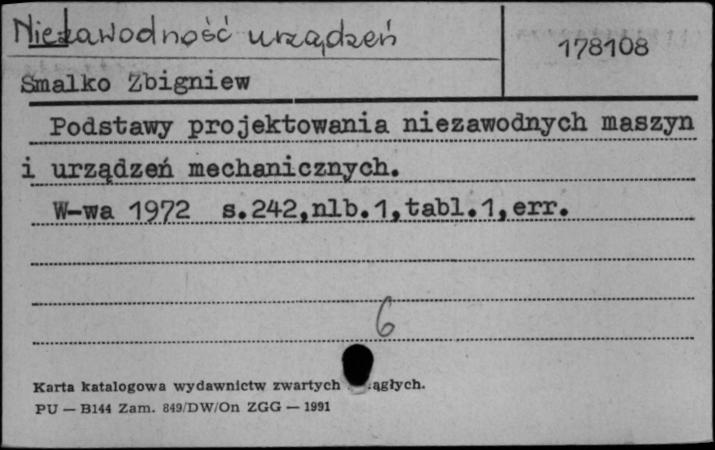 Niezawodność urządzeń
178108
Smalko Zbigniew
Podstawy projektowania niezawodnych maszyn
i urządzeń mechanicznych.
W-wa 1972 s.242,nlb.1,tabl.1,err.
6
Karta katalogowa wydawnictw zwartych ągłych.
PU — B144 Zam. 849/DW/On ZGG — 1991